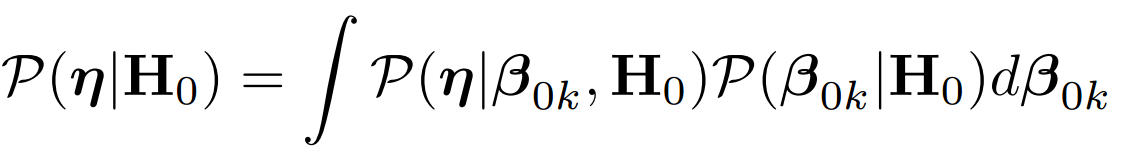 𝒫(𝜼|𝐇₀) = ∫ 𝒫(𝜼|𝜷₀ₖ, 𝐇₀)𝒫(𝜷₀ₖ|𝐇₀)d𝜷₀ₖ